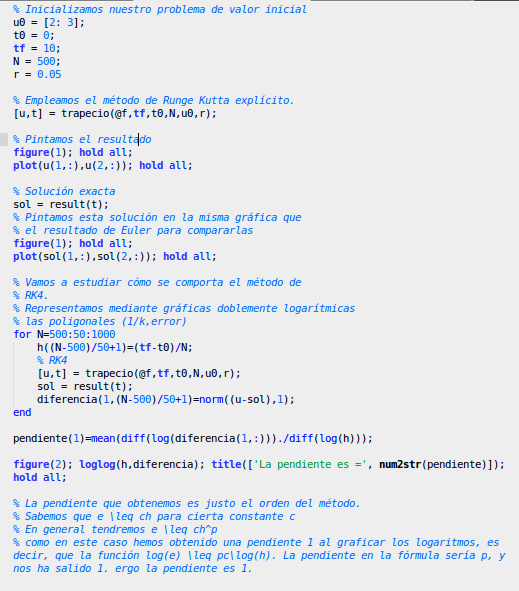 % Inicializamos nuestro problema de valor inicial
u0 = [2: 3];
t0 = 0;
tf = 10;
N = 500;
r = 0.05
% Empleamos el método de Runge Kutta explícito.
[u,t] = trapecio(@f,tf,t0,N,u0,r);
% Pintamos el resultado
figure(1); hold all;
plot(u(1,:),u(2,:)); hold all;
% Solución exacta
sol = result(t);
% Pintamos esta solución en la misma gráfica que
% el resultado de Euler para compararlas
figure(1); hold all;
plot(sol(1,:),sol(2,:)); hold all;
% Vamos a estudiar cómo se comporta el método de
% RK4.
% Representamos mediante gráficas doblemente logarítmicas
% las poligonales (1/k,error)
for N=500:50:1000
h((N-500)/50+1)=(tf-t0)/N;
% RK4
[u,t] = trapecio(@f,tf,t0,N,u0,r);
sol = result(t);
diferencia(1,(N-500)/50+1)=norm((u-sol),1);
end
pendiente(1)=mean(diff(log(diferencia(1,:)))./diff(log(h)));
figure(2); loglog(h,diferencia); title(['La pendiente es =', num2str(pendiente)]);
hold all;
% La pendiente que obtenemos es justo el orden del método.
% Sabemos que e \leq ch para cierta constante c
% En general tendremos e \leq ch^p
% como en este caso hemos obtenido una pendiente 1 al graficar los logaritmos, es
decir, que la función log(e) \leq pc\log(h). La pendiente en la fórmula sería p, y
nos ha salido 1. ergo la pendiente es 1.